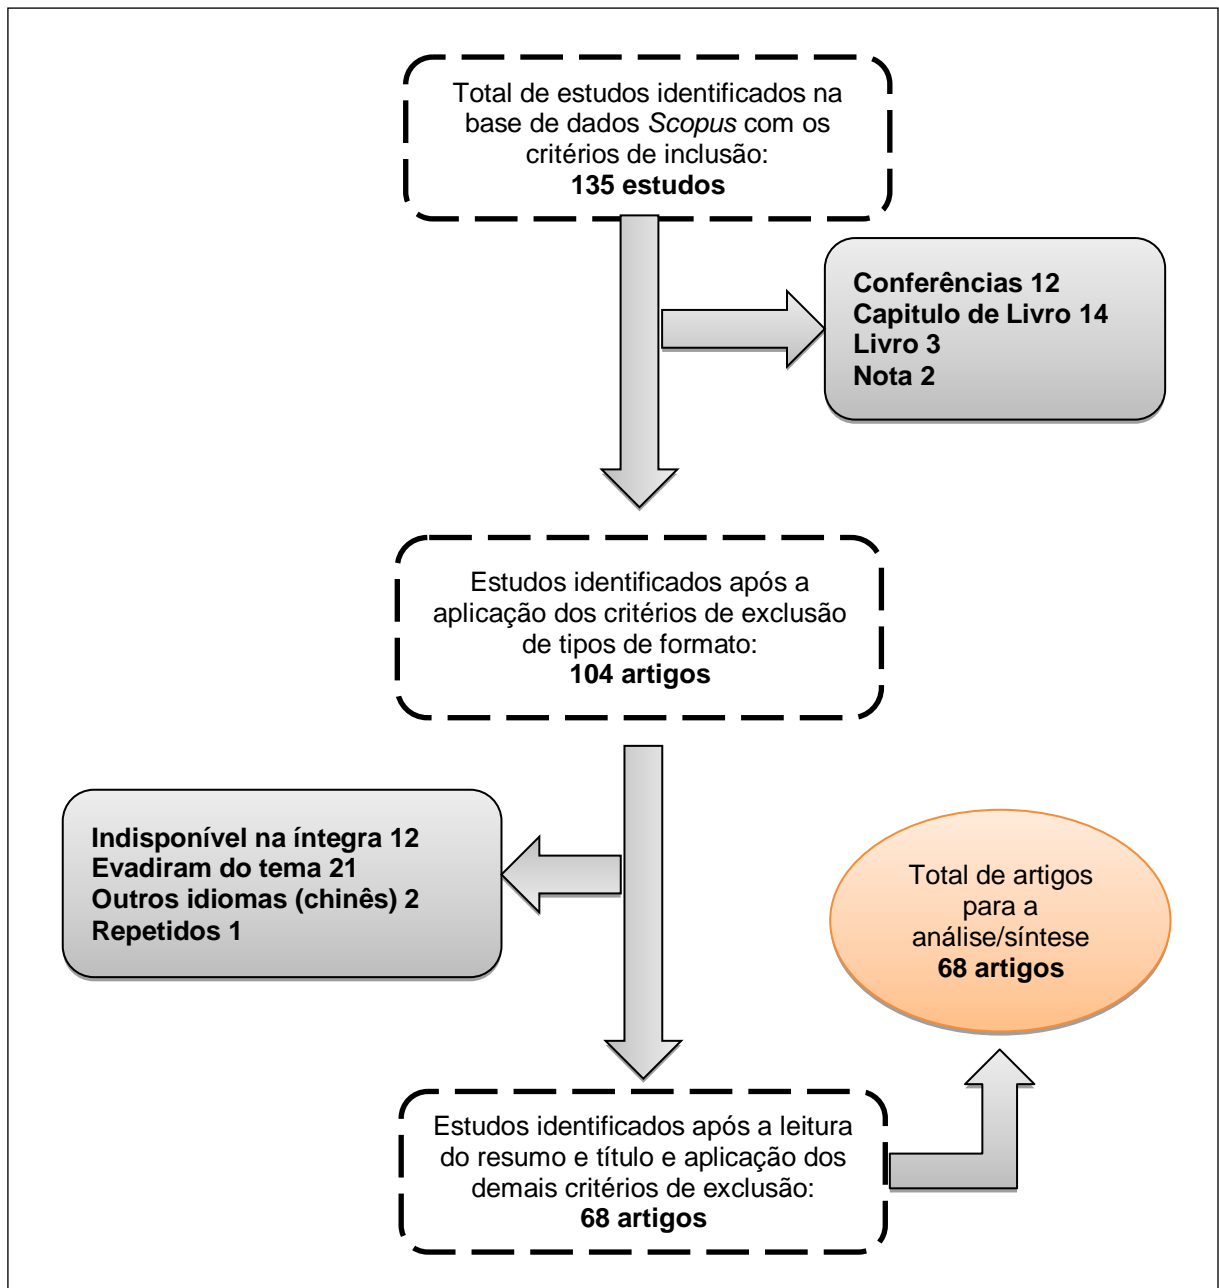 Total de estudos identificados na
base de dados Scopus com os
critérios de inclusão:
135 estudos
Conferências 12
Capitulo de Livro 14
Livro 3
Nota 2
Estudos identificados após a
aplicação dos critérios de exclusão
de tipos de formato:
104 artigos
Indisponível na íntegra 12
Evadiram do tema 21
Outros idiomas (chinês) 2
Repetidos 1
Total de artigos
para a
análise/síntese
68 artigos
Estudos identificados após a leitura
do resumo e título e aplicação dos
demais critérios de exclusão:
68 artigos